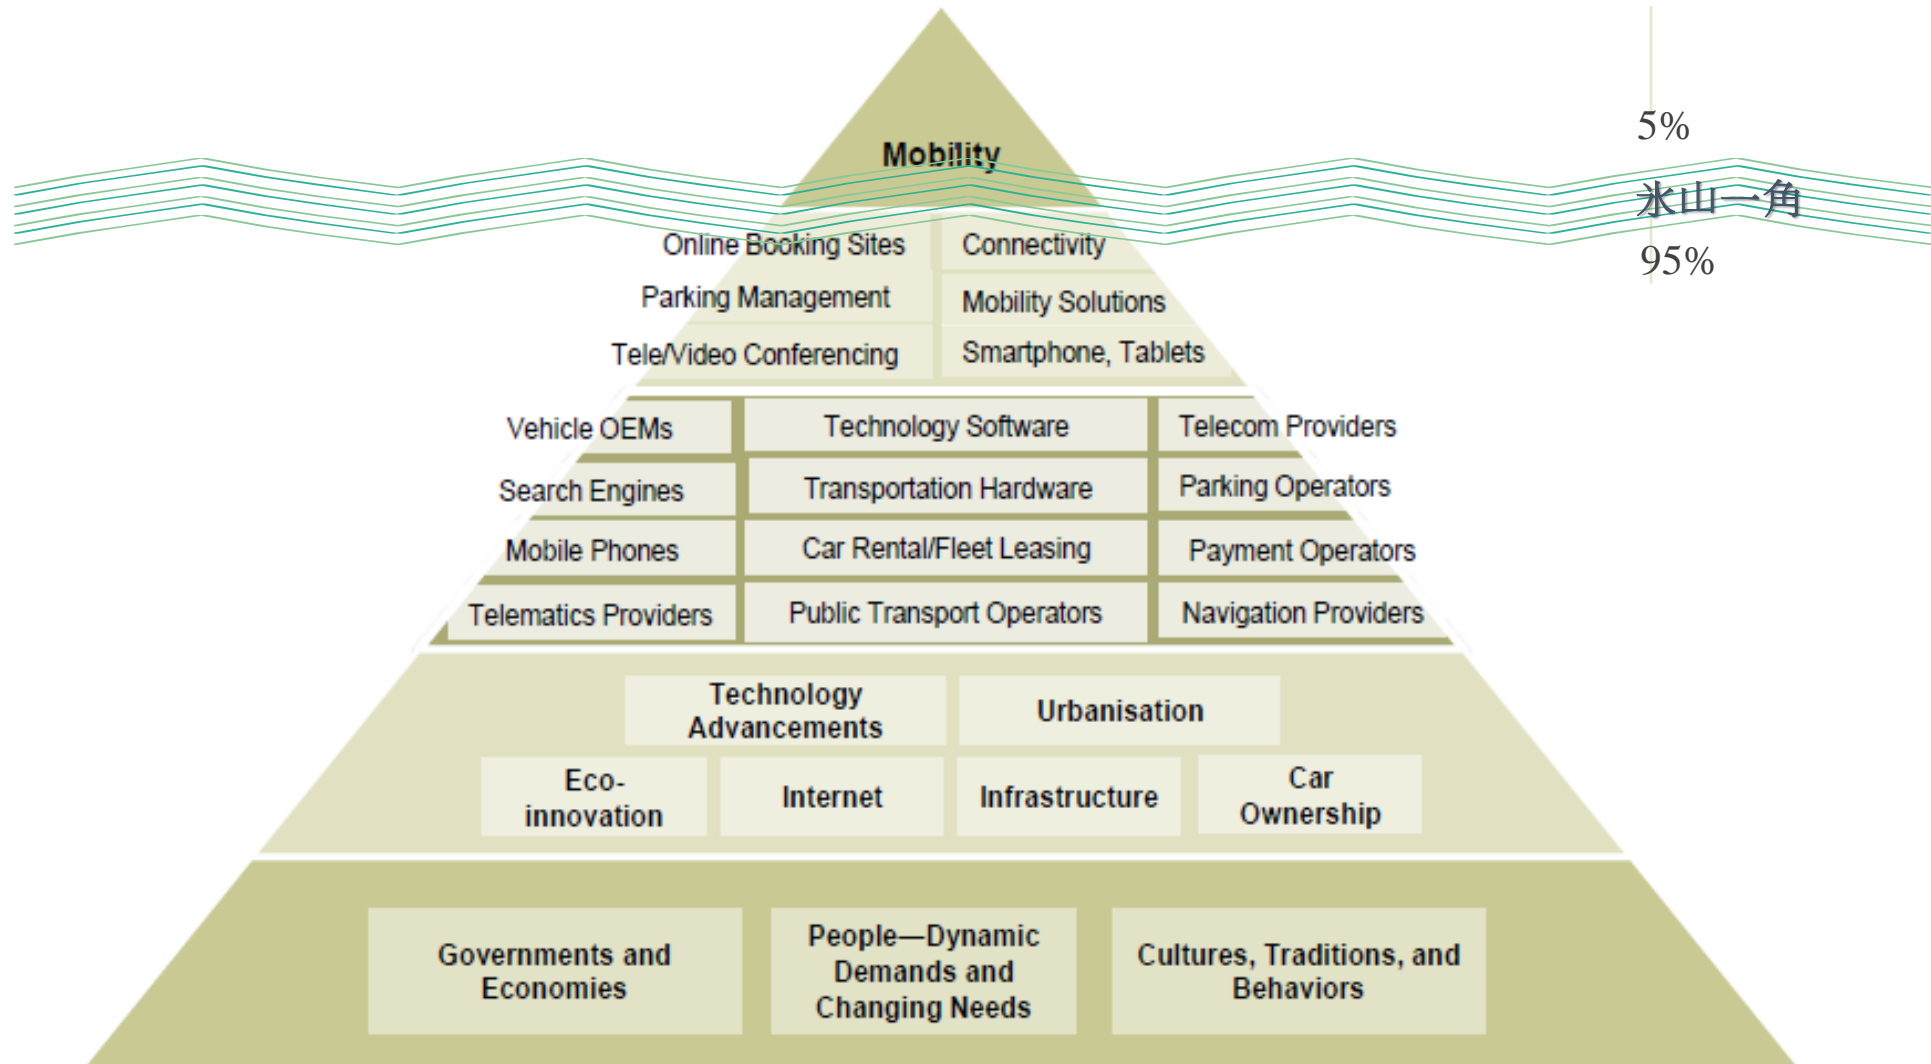 Mobility
5%
氷山一角
95%
Online Booking Sites
Connectivity
Parking Management
Mobility Solutions
Tele/Video Conferencing
Smartphone, Tablets
Vehicle OEMs
Technology Software
Telecom Providers
Search Engines
Transportation Hardware
Parking Operators
Mobile Phones
Car Rental/Fleet Leasing
Payment Operators
Telematics Providers
Public Transport Operators
Navigation Providers
Technology
Advancements
Urbanisation
Eco-
innovation
Internet
Infrastructure
Car
Ownership
Governments and
Economies
People—Dynamic
Demands and
Changing Needs
Cultures, Traditions, and
Behaviors